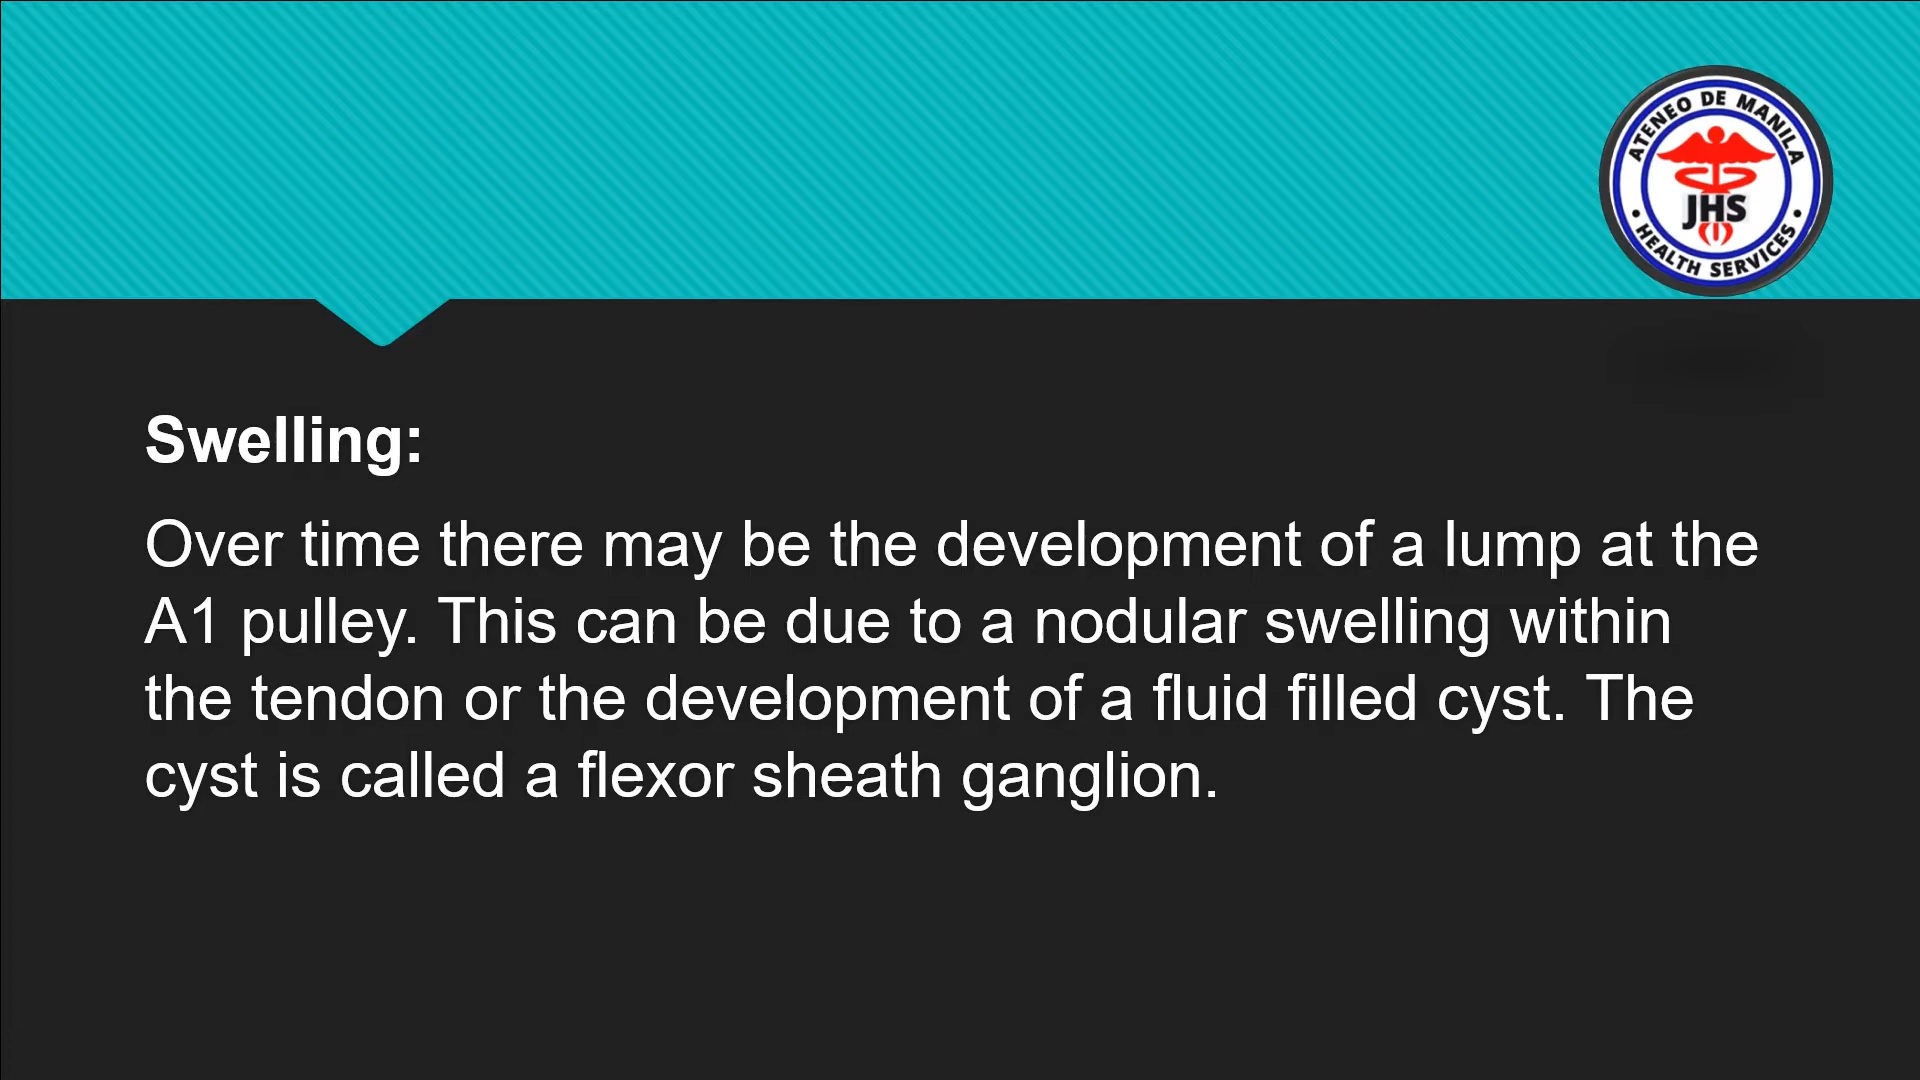 ATENEO DE MANILA
JHS
• HEALTH SERVICES •
Swelling:
Over time there may be the development of a lump at the
A1 pulley. This can be due to a nodular swelling within
the tendon or the development of a fluid filled cyst. The
cyst is called a flexor sheath ganglion.